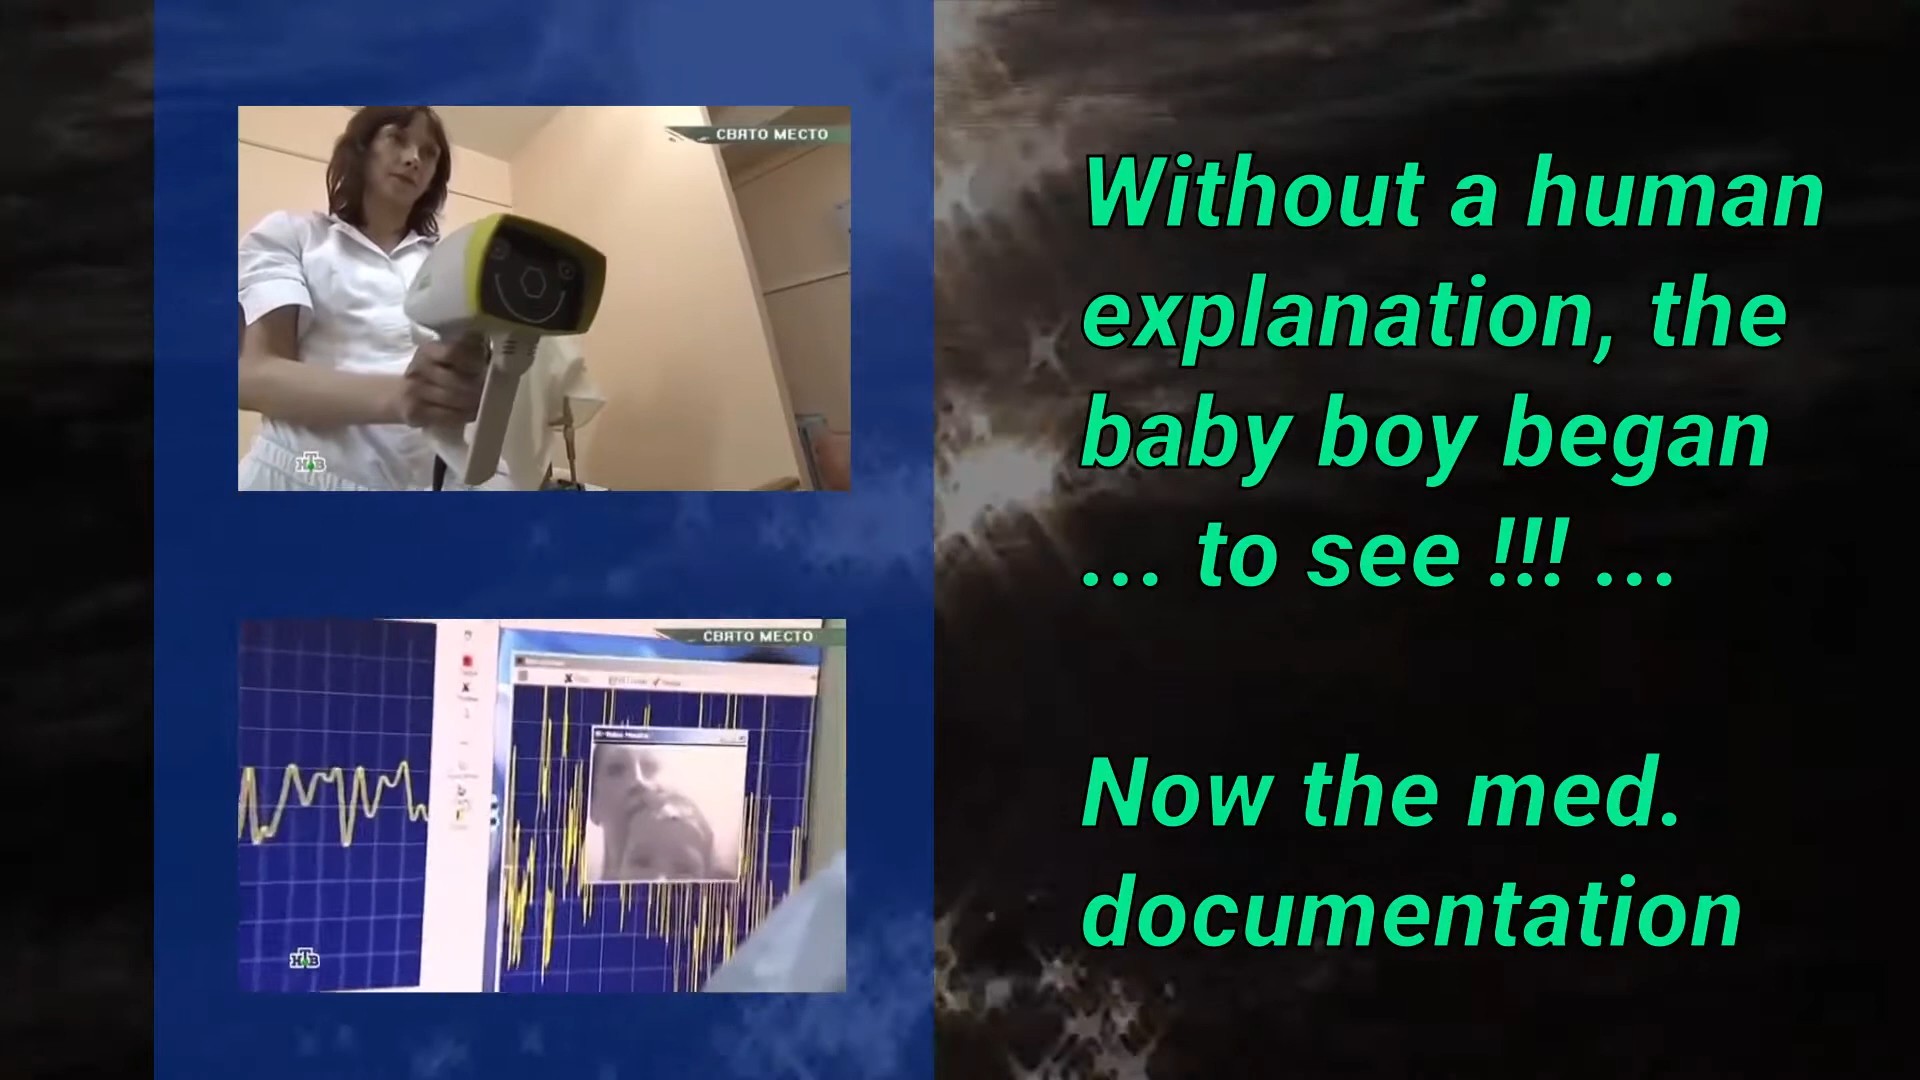 СВЯТО МЕСТО
НТВ
СВЯТО МЕСТО
НТВ
Without a human
explanation, the
baby boy began
... to see !!! ...
Now the med.
documentation